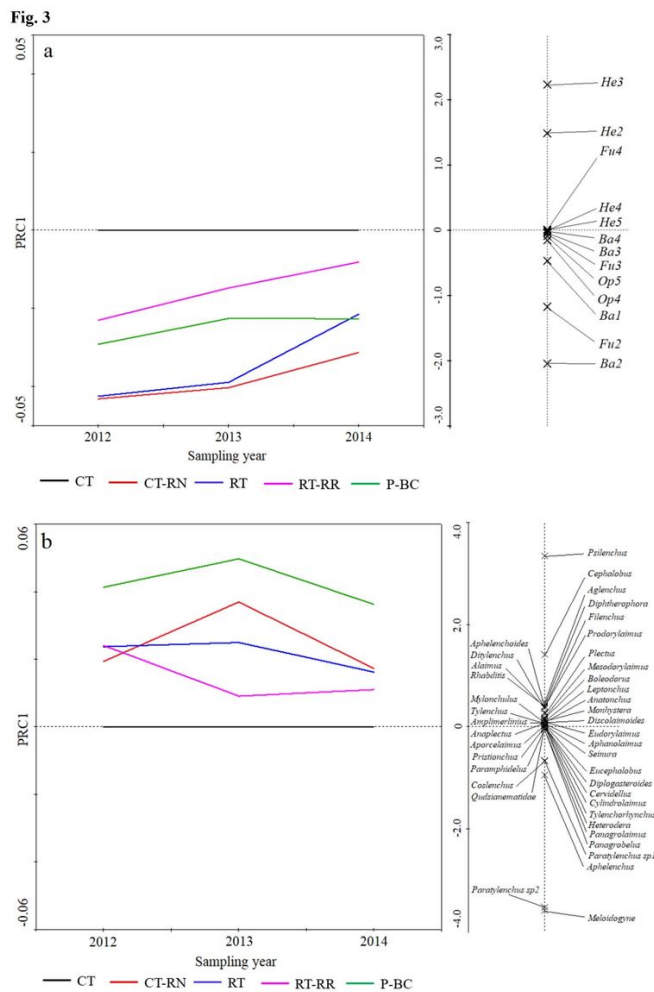 Fig. 3
a
0.05
PRC1
-0.05
2012 2013 2014
Sampling year
3.0
2.0
1.0
0
-1.0
-2.0
-3.0
He3
He2
Fu4
He4
He5
Ba4
Ba3
Fu3
Op5
Op4
Ba1
Fu2
Ba2
CT CT-RN RT RT-RR P-BC
b
0.06
PRC1
-0.06
2012 2013 2014
Sampling year
4.0
2.0
0
-2.0
-4.0
Aphelenchoides
Ditylenchus
Alaimus
Rhabditis
Mylonchulus
Tylenchus
Amplimerlinius
Anaplectus
Aporcelaimus
Pristionchus
Paramphidelus
Coslenchus
Qudsianematidae
Paratylenchus sp2
Psilenchus
Cephalobus
Aglenchus
Diphtherophora
Filenchus
Prodorylaimus
Plectus
Mesodorylaimus
Boleodorus
Leptonchus
Anatonchus
Monhystera
Discolaimoides
Eudorylaimus
Aphanolaimus
Seinura
Eucephalobus
Diplogasteroides
Cervidellus
Cylindrolaimus
Tylenchorhynchus
Heterodera
Panagrolaimus
Panagrobelus
Paratylenchus sp1
Aphelenchus
Meloidogyne
CT CT-RN RT RT-RR P-BC